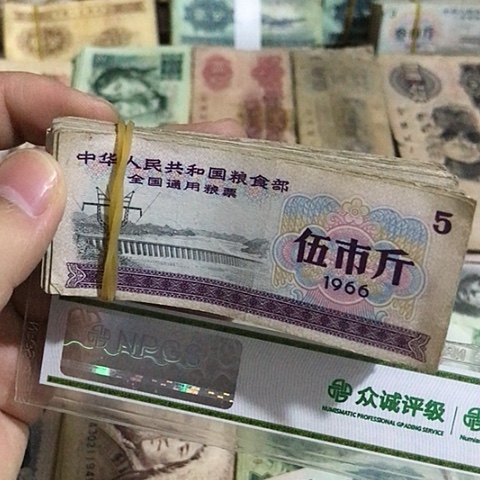 中华人民共和国粮食部
全国通用粮票
5
伍市斤
1966
NPGS
众诚评级
NUMISMATIC PROFESSIONAL GRADING SERVICE